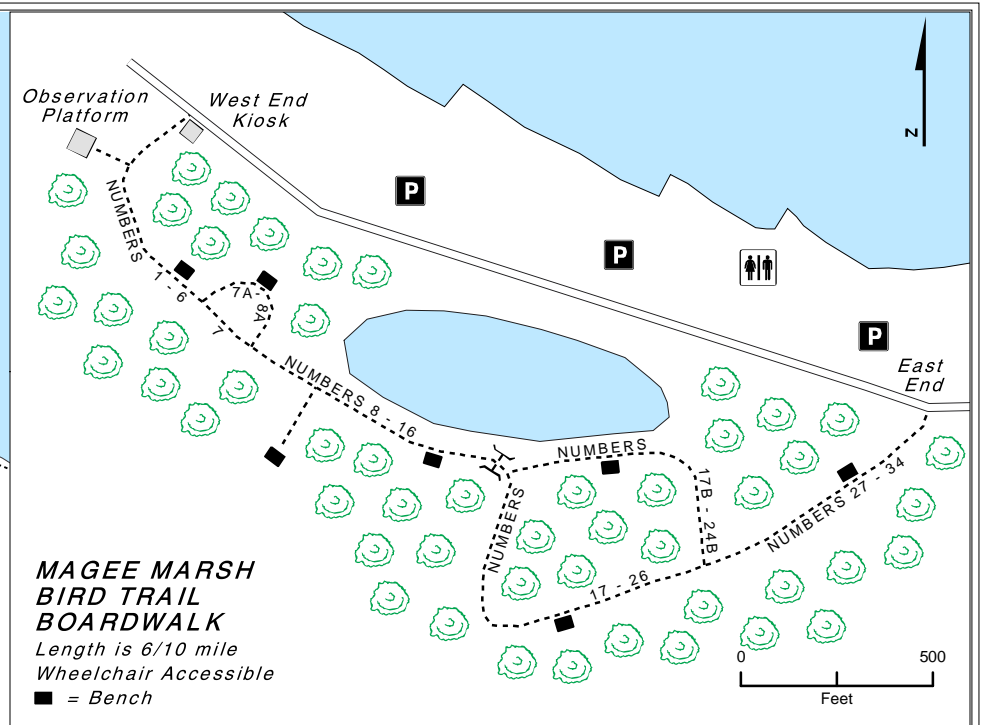 Observation
Platform
West End
Kiosk
N
P
P
P
NUMBERS
1 - 6
7A - 8A
7
NUMBERS 8 - 16
East
End
NUMBERS
17B - 24B
NUMBERS
17 - 26
NUMBERS 27 - 34
MAGEE MARSH
BIRD TRAIL
BOARDWALK
Length is 6/10 mile
Wheelchair Accessible
= Bench
0 500
Feet